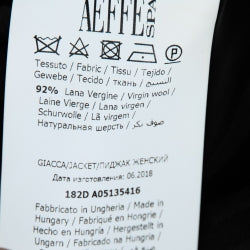 AEFFE SPA
Tessuto / Fabric / Tissu / Tejido /
Gewebe / Tecido / ткань / النسيج
92% Lana Vergine / Virgin wool /
Laine Vierge / Lana virgen /
Schurwolle / Lã virgem /
Натуральная шерсть / صوف بكر
GIACCA/JACKET/ПИДЖАК ЖЕНСКИЙ
Дата изготовления: 06.2018
182D A05135416
Fabbricato in Ungheria / Made in
Hungary / Fabriqué en Hongrie /
Hecho en Hungría / Hergestellt in
Ungarn / Fabricado na Hungria /